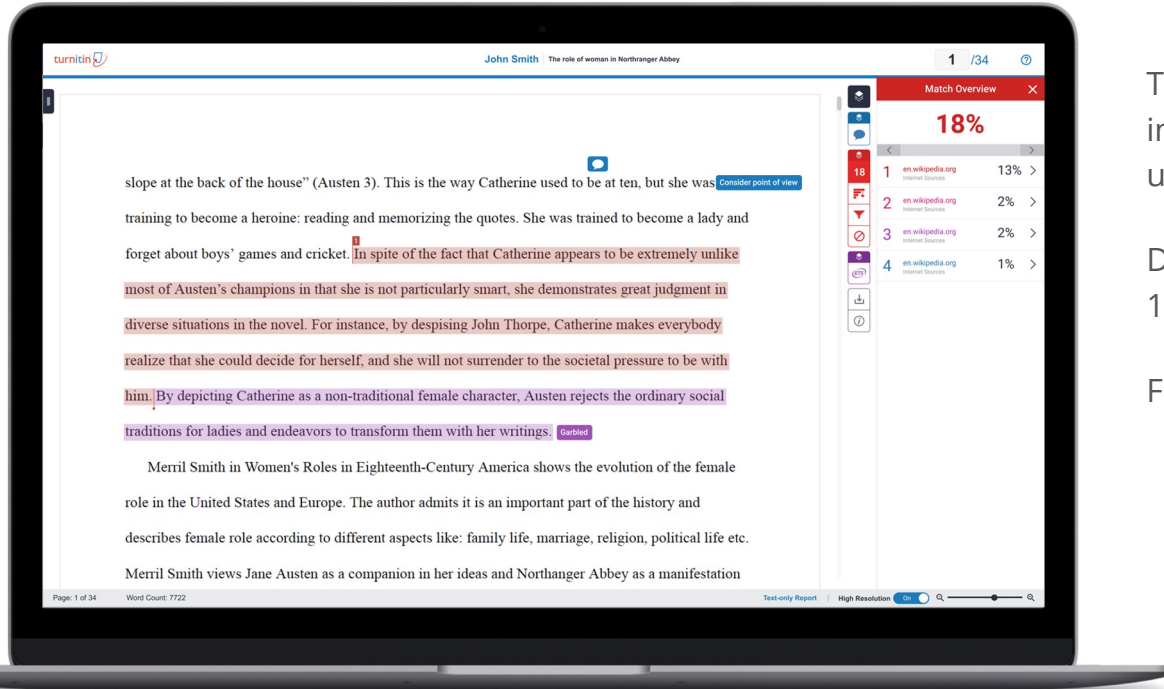 turnitin
John Smith The role of woman in Northranger Abbey
1 /34
Match Overview
18%
1 en.wikipedia.org 13%
Internet Sources
2 en.wikipedia.org 2%
Internet Sources
3 en.wikipedia.org 2%
Internet Sources
4 en.wikipedia.org 1%
Internet Sources
18
ETS
slope at the back of the house” (Austen 3). This is the way Catherine used to be at ten, but she was Consider point of view
training to become a heroine: reading and memorizing the quotes. She was trained to become a lady and
1
forget about boys’ games and cricket. In spite of the fact that Catherine appears to be extremely unlike
most of Austen’s champions in that she is not particularly smart, she demonstrates great judgment in
diverse situations in the novel. For instance, by despising John Thorpe, Catherine makes everybody
realize that she could decide for herself, and she will not surrender to the societal pressure to be with
him. By depicting Catherine as a non-traditional female character, Austen rejects the ordinary social
traditions for ladies and endeavors to transform them with her writings. Garbled
Merril Smith in Women's Roles in Eighteenth-Century America shows the evolution of the female
role in the United States and Europe. The author admits it is an important part of the history and
describes female role according to different aspects like: family life, marriage, religion, political life etc.
Merril Smith views Jane Austen as a companion in her ideas and Northanger Abbey as a manifestation
Page: 1 of 34 Word Count: 7722 Text-only Report High Resolution On